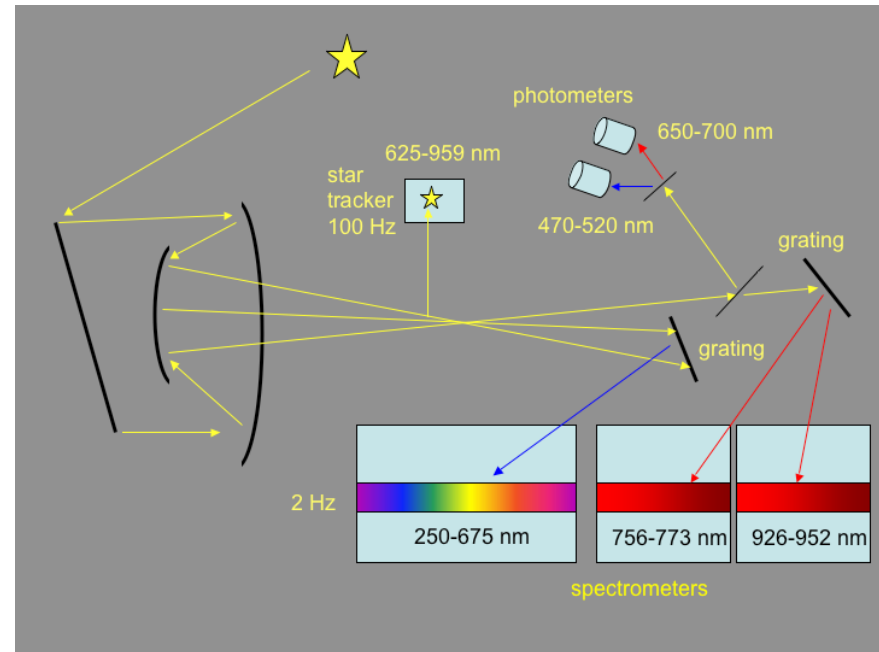 photometers
650-700 nm
625-959 nm
star
tracker
100 Hz
470-520 nm
grating
grating
2 Hz
250-675 nm
756-773 nm
926-952 nm
spectrometers